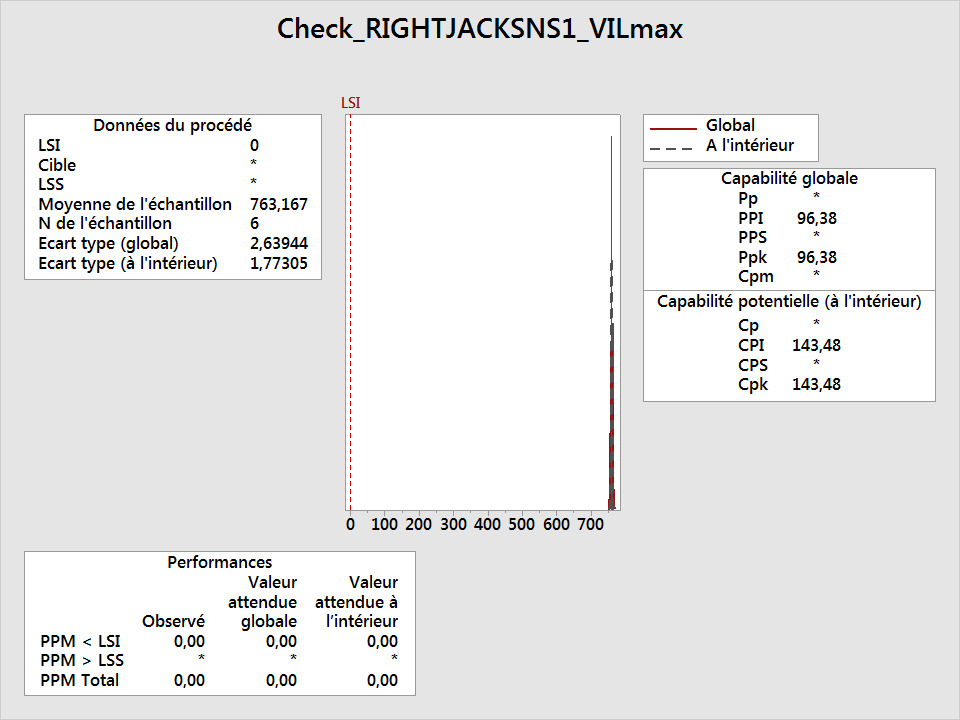 Check_RIGHTJACKSNS1_VILmax
LSI
Données du procédé
LSI 0
Cible *
LSS *
Moyenne de l'échantillon 763,167
N de l'échantillon 6
Ecart type (global) 2,63944
Ecart type (à l'intérieur) 1,77305
0 100 200 300 400 500 600 700
Global
A l'intérieur
Capabilité globale
Pp *
PPI 96,38
PPS *
Ppk 96,38
Cpm *
Capabilité potentielle (à l'intérieur)
Cp *
CPI 143,48
CPS *
Cpk 143,48
Performances
Valeur Valeur
attendue attendue à
Observé globale l'intérieur
PPM < LSI 0,00 0,00 0,00
PPM > LSS * * *
PPM Total 0,00 0,00 0,00